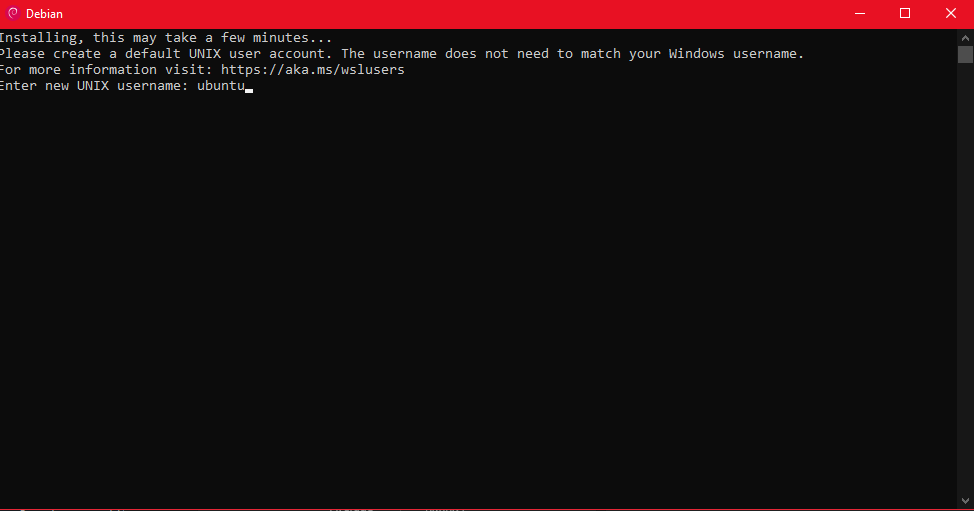 Debian
Installing, this may take a few minutes...
Please create a default UNIX user account. The username does not need to match your Windows username.
For more information visit: https://aka.ms/wslusers
Enter new UNIX username: ubuntu